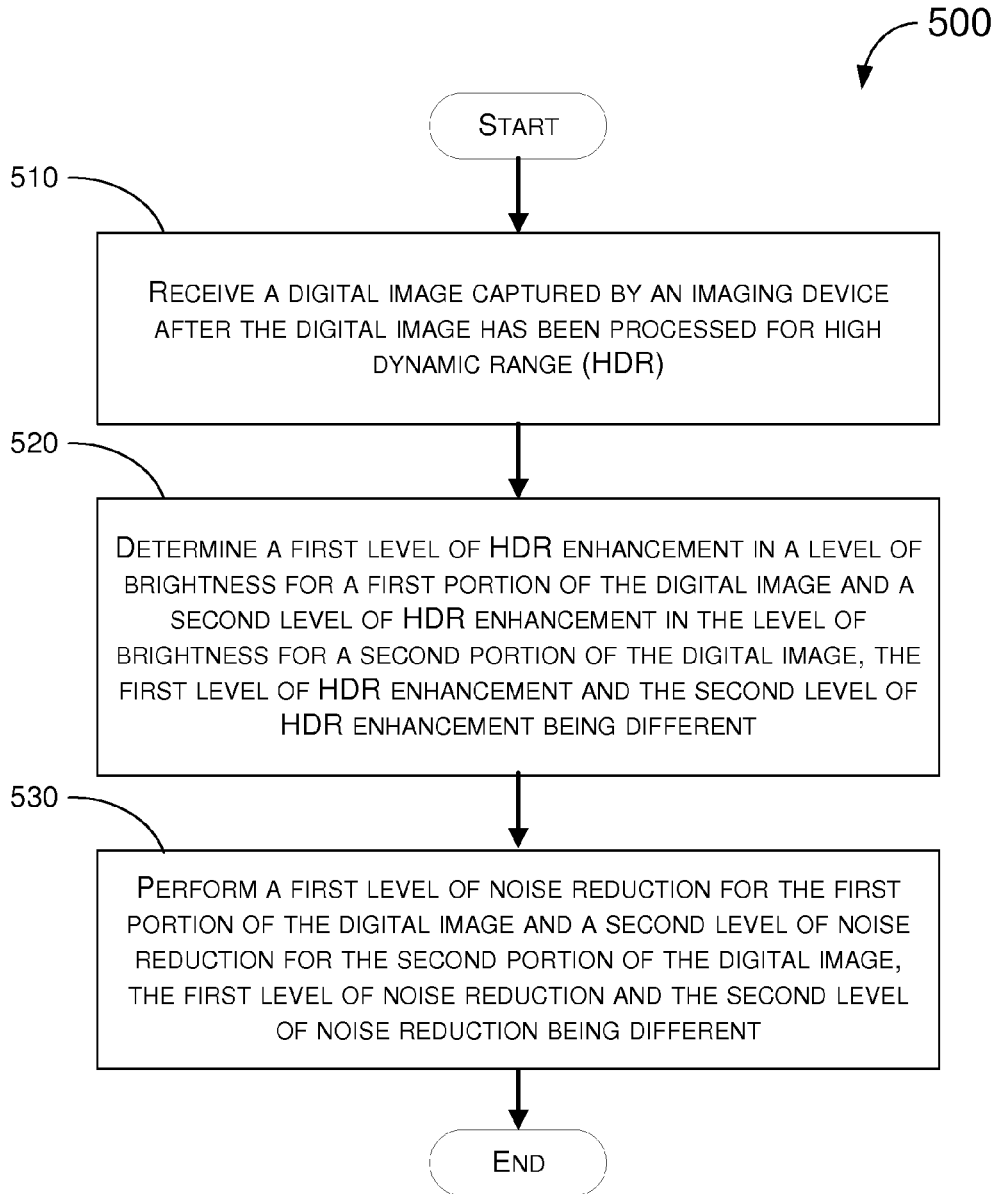 500
START
510
RECEIVE A DIGITAL IMAGE CAPTURED BY AN IMAGING DEVICE
AFTER THE DIGITAL IMAGE HAS BEEN PROCESSED FOR HIGH
DYNAMIC RANGE (HDR)
520
DETERMINE A FIRST LEVEL OF HDR ENHANCEMENT IN A LEVEL OF
BRIGHTNESS FOR A FIRST PORTION OF THE DIGITAL IMAGE AND A
SECOND LEVEL OF HDR ENHANCEMENT IN THE LEVEL OF
BRIGHTNESS FOR A SECOND PORTION OF THE DIGITAL IMAGE, THE
FIRST LEVEL OF HDR ENHANCEMENT AND THE SECOND LEVEL OF
HDR ENHANCEMENT BEING DIFFERENT
530
PERFORM A FIRST LEVEL OF NOISE REDUCTION FOR THE FIRST
PORTION OF THE DIGITAL IMAGE AND A SECOND LEVEL OF NOISE
REDUCTION FOR THE SECOND PORTION OF THE DIGITAL IMAGE,
THE FIRST LEVEL OF NOISE REDUCTION AND THE SECOND LEVEL
OF NOISE REDUCTION BEING DIFFERENT
END